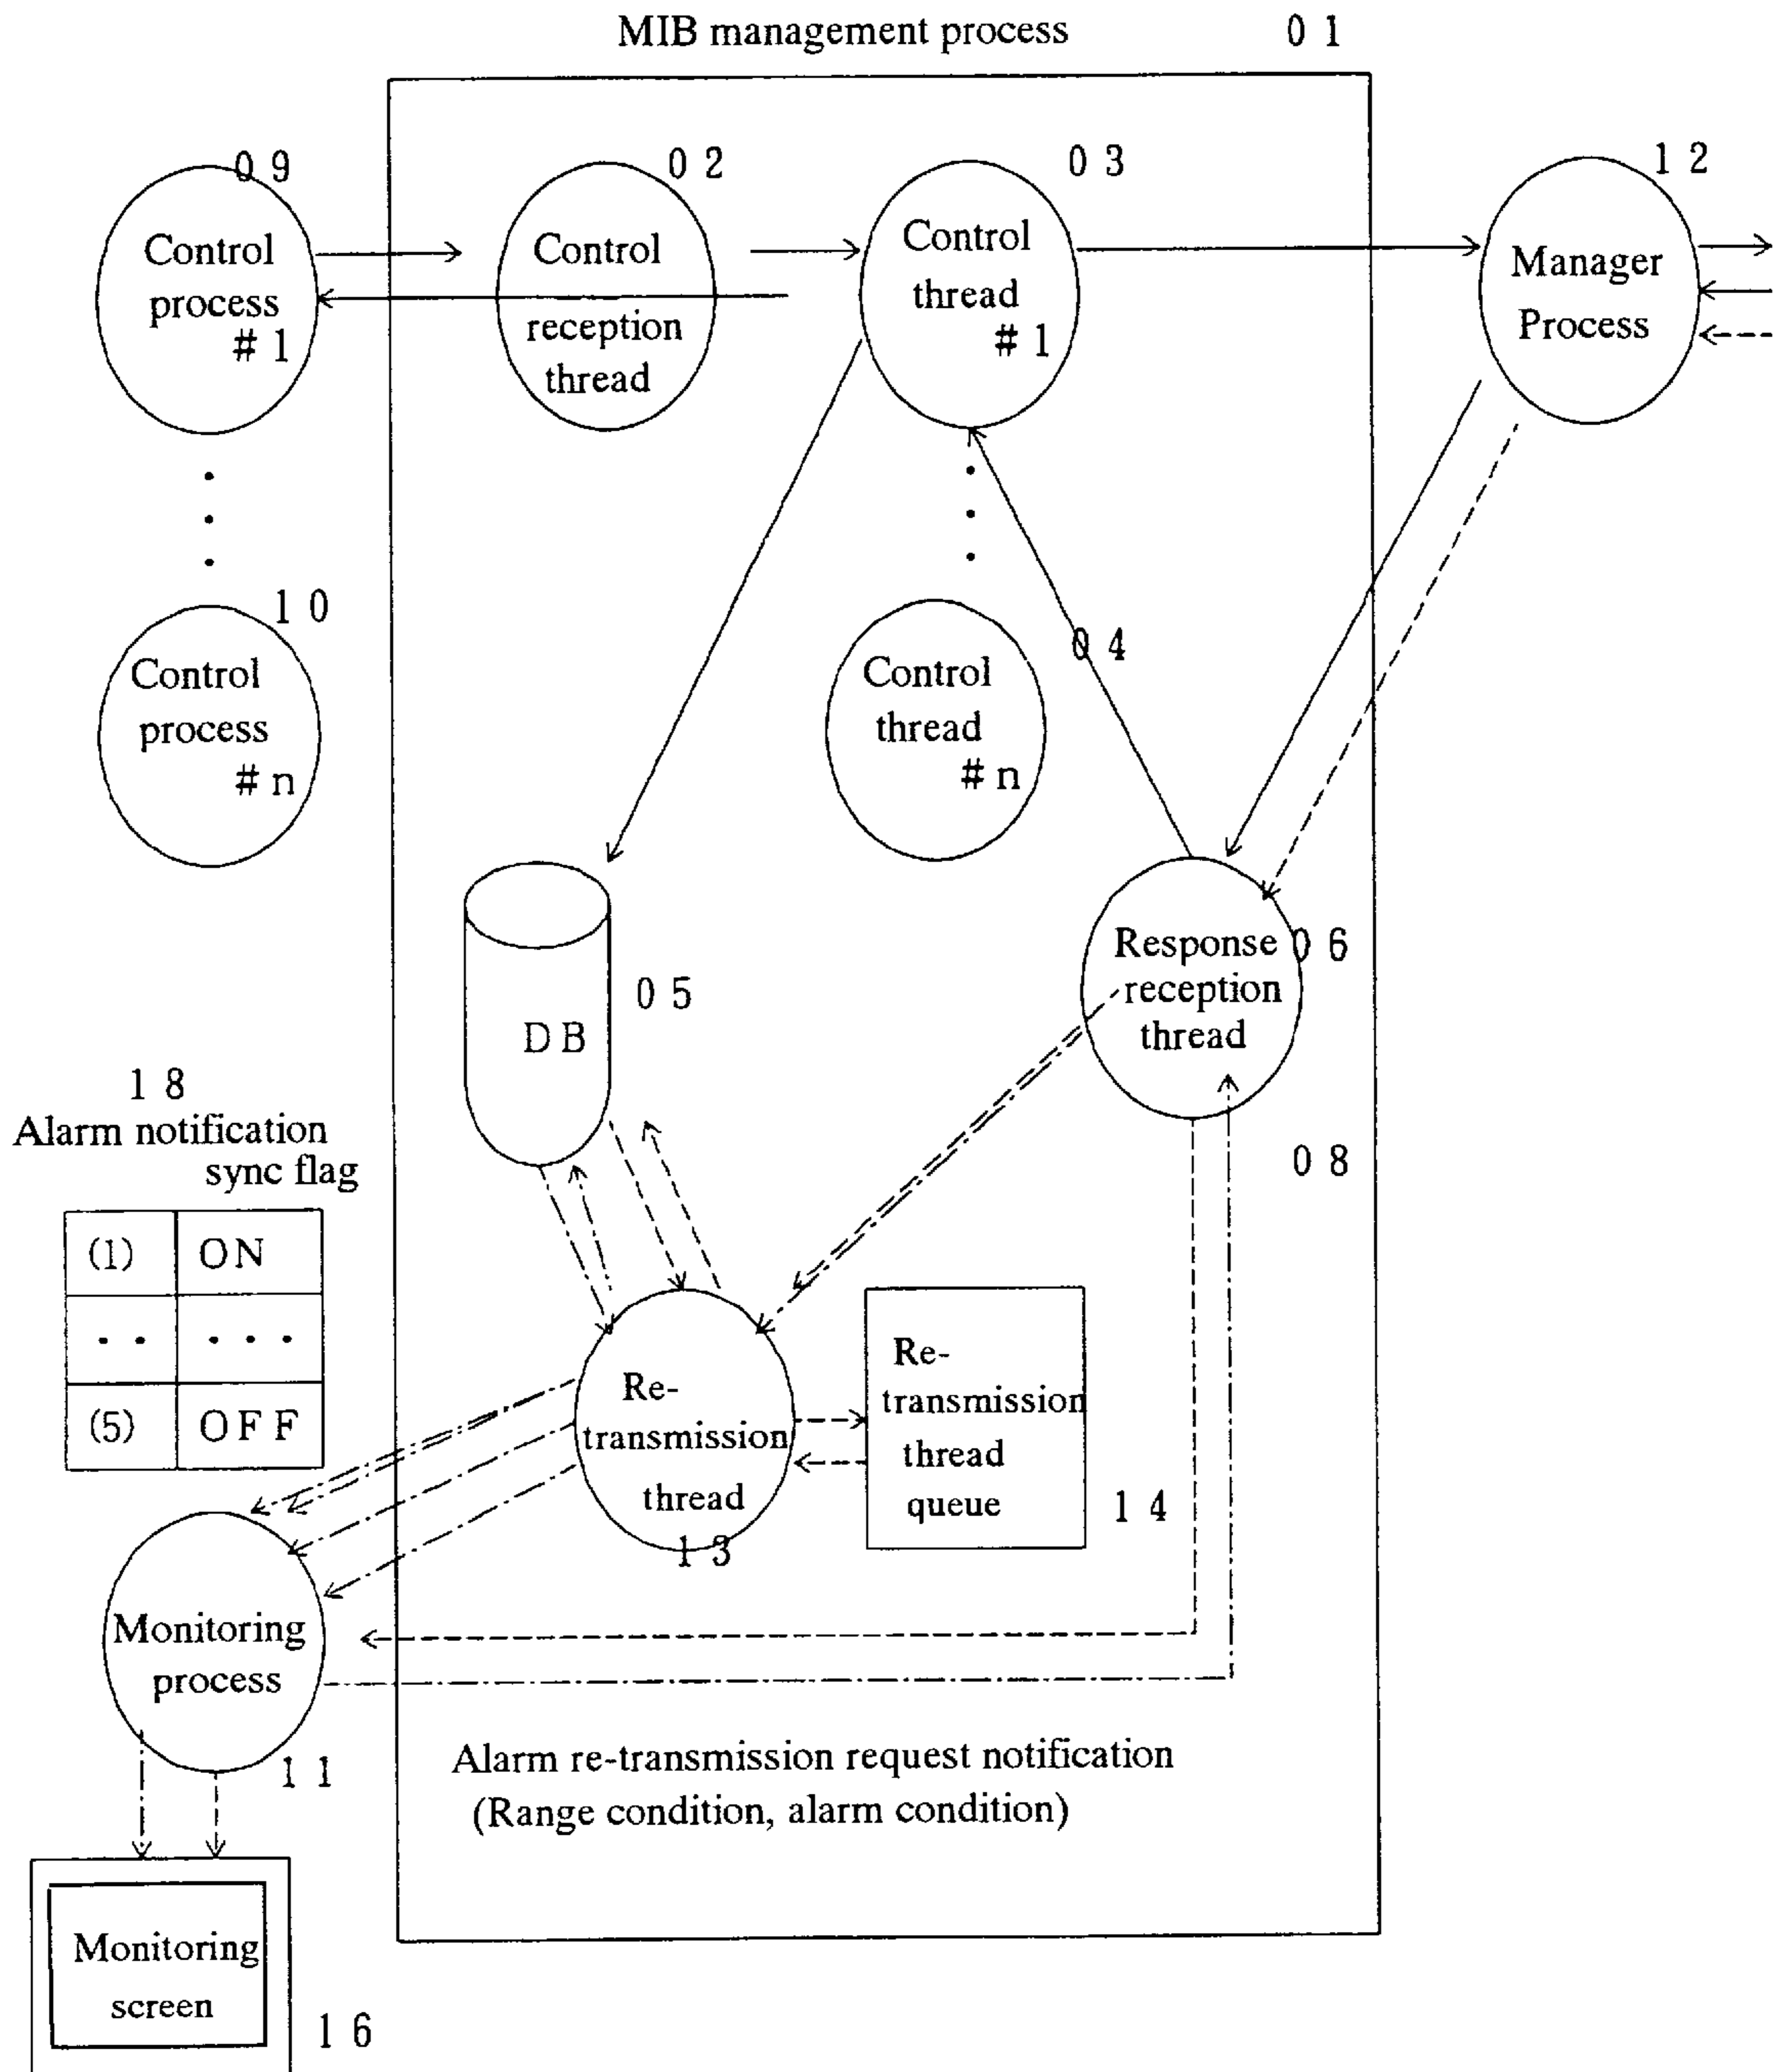 MIB management process 01
09
02
03
12
Control
process
#1
Control
reception
thread
Control
thread
#1
Manager
Process
10
Control
process
#n
04
Control
thread
#n
05
DB
Response
reception
thread
06
08
18
Alarm notification
sync flag
(1) ON
・・ ・・・
(5) OFF
Re-
transmission
thread
13
Re-
transmission
thread
queue
14
Monitoring
process
11
Alarm re-transmission request notification
(Range condition, alarm condition)
Monitoring
screen
16